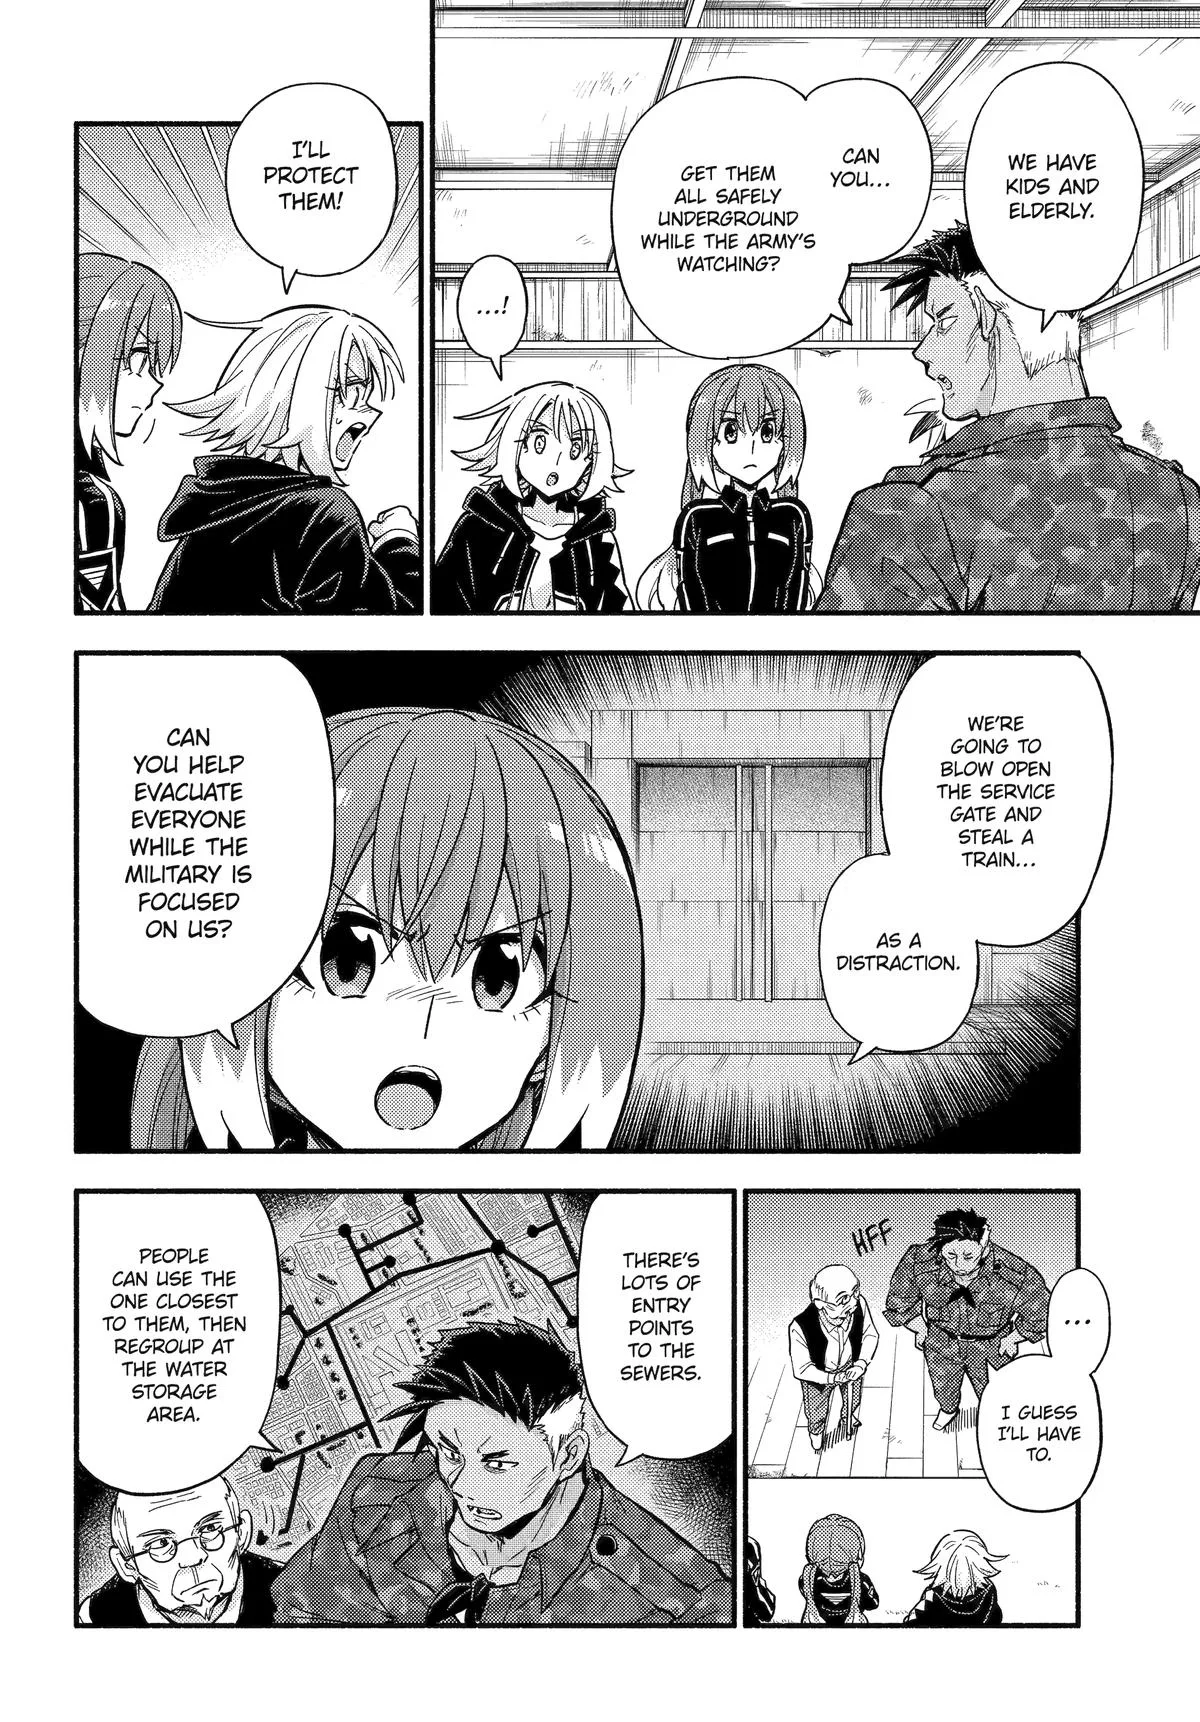 WE HAVE
KIDS AND
ELDERLY.
CAN
YOU...
GET THEM
ALL SAFELY
UNDERGROUND
WHILE THE ARMY'S
WATCHING?
...!
I'LL
PROTECT
THEM!
WE'RE
GOING TO
BLOW OPEN
THE SERVICE
GATE AND
STEAL A
TRAIN...
AS A
DISTRACTION.
CAN
YOU HELP
EVACUATE
EVERYONE
WHILE THE
MILITARY IS
FOCUSED
ON US?
HFF
...
I GUESS
I'LL HAVE
TO.
THERE'S
LOTS OF
ENTRY
POINTS
TO THE
SEWERS.
PEOPLE
CAN USE THE
ONE CLOSEST
TO THEM, THEN
REGROUP AT
THE WATER
STORAGE
AREA.